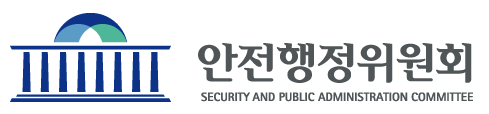 안전행정위원회
SECURITY AND PUBLIC ADMINISTRATION COMMITTEE